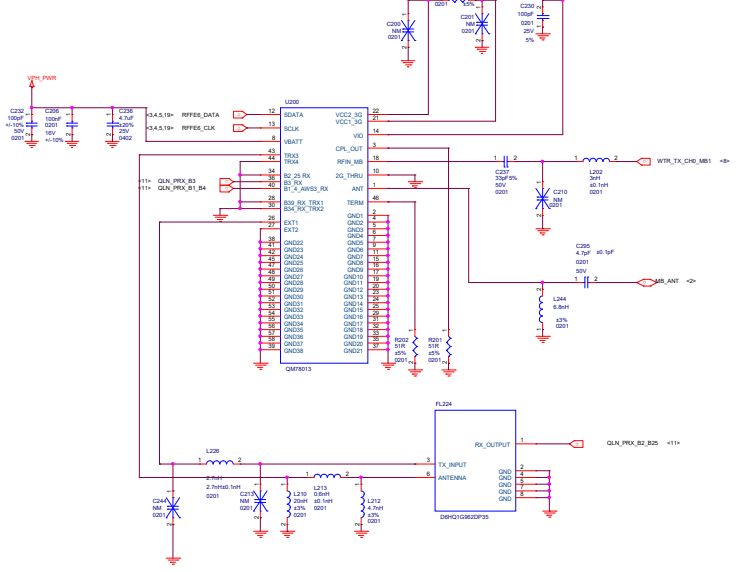 C200
NM
0201
0201
±5%
C201
NM
0201
C230
100pF
0201
25V
5%
VPH_PWR
C232
100pF
+/-10%
50V
0201
C206
100nF
0201
16V
+/-10%
C236
4.7uF
±20%
25V
0402
<3,4,5,19> RFFE6_DATA
<3,4,5,19> RFFE6_CLK
<11> QLN_PRX_B3
<11> QLN_PRX_B1_B4
U200
12 SDATA
13 SCLK
8 VBATT
43 TRX3
44 TRX4
34 B2_25 RX
36 B3_RX
40 B1_4_AWS3_RX
28 B39_RX_TRX1
30 B34_RX_TRX2
26 EXT1
27 EXT2
38 GND22
41 GND23
42 GND24
45 GND25
47 GND26
48 GND27
49 GND28
50 GND29
51 GND30
52 GND31
53 GND32
54 GND33
55 GND34
56 GND35
57 GND36
58 GND37
39 GND38
VCC2_3G 22
VCC1_3G 21
VIO 14
CPL_OUT 3
RFIN_MB 18
2G_THRU 10
ANT 1
TERM 46
GND1 2
GND2 4
GND3 5
GND4 6
GND5 7
GND6 9
GND7 11
GND8 15
GND9 16
GND10 17
GND11 19
GND12 20
GND13 23
GND14 24
GND15 25
GND16 29
GND17 31
GND18 32
GND19 33
GND20 35
GND21 37
QM78013
C237
33pF5%
50V
0201
C210
NM
0201
L202
3nH
±0.1nH
0201
WTR_TX_CH0_MB1 <8>
C295
4.7pF ±0.1pF
0201
50V
MB_ANT <2>
L244
6.8nH
±3%
0201
R202
51R
±5%
0201
R201
51R
±5%
0201
FL224
RX_OUTPUT 1
3 TX_INPUT
6 ANTENNA
GND 2
GND 4
GND 5
GND 7
GND 8
D6HQ1G962DP35
QLN_PRX_B2_B25 <11>
L226
2.7nH
2.7nH±0.1nH
0201
C244
NM
0201
C213
NM
0201
L210
20nH
±3%
0201
L213
0.6nH
±0.1nH
0201
L212
4.7nH
±3%
0201